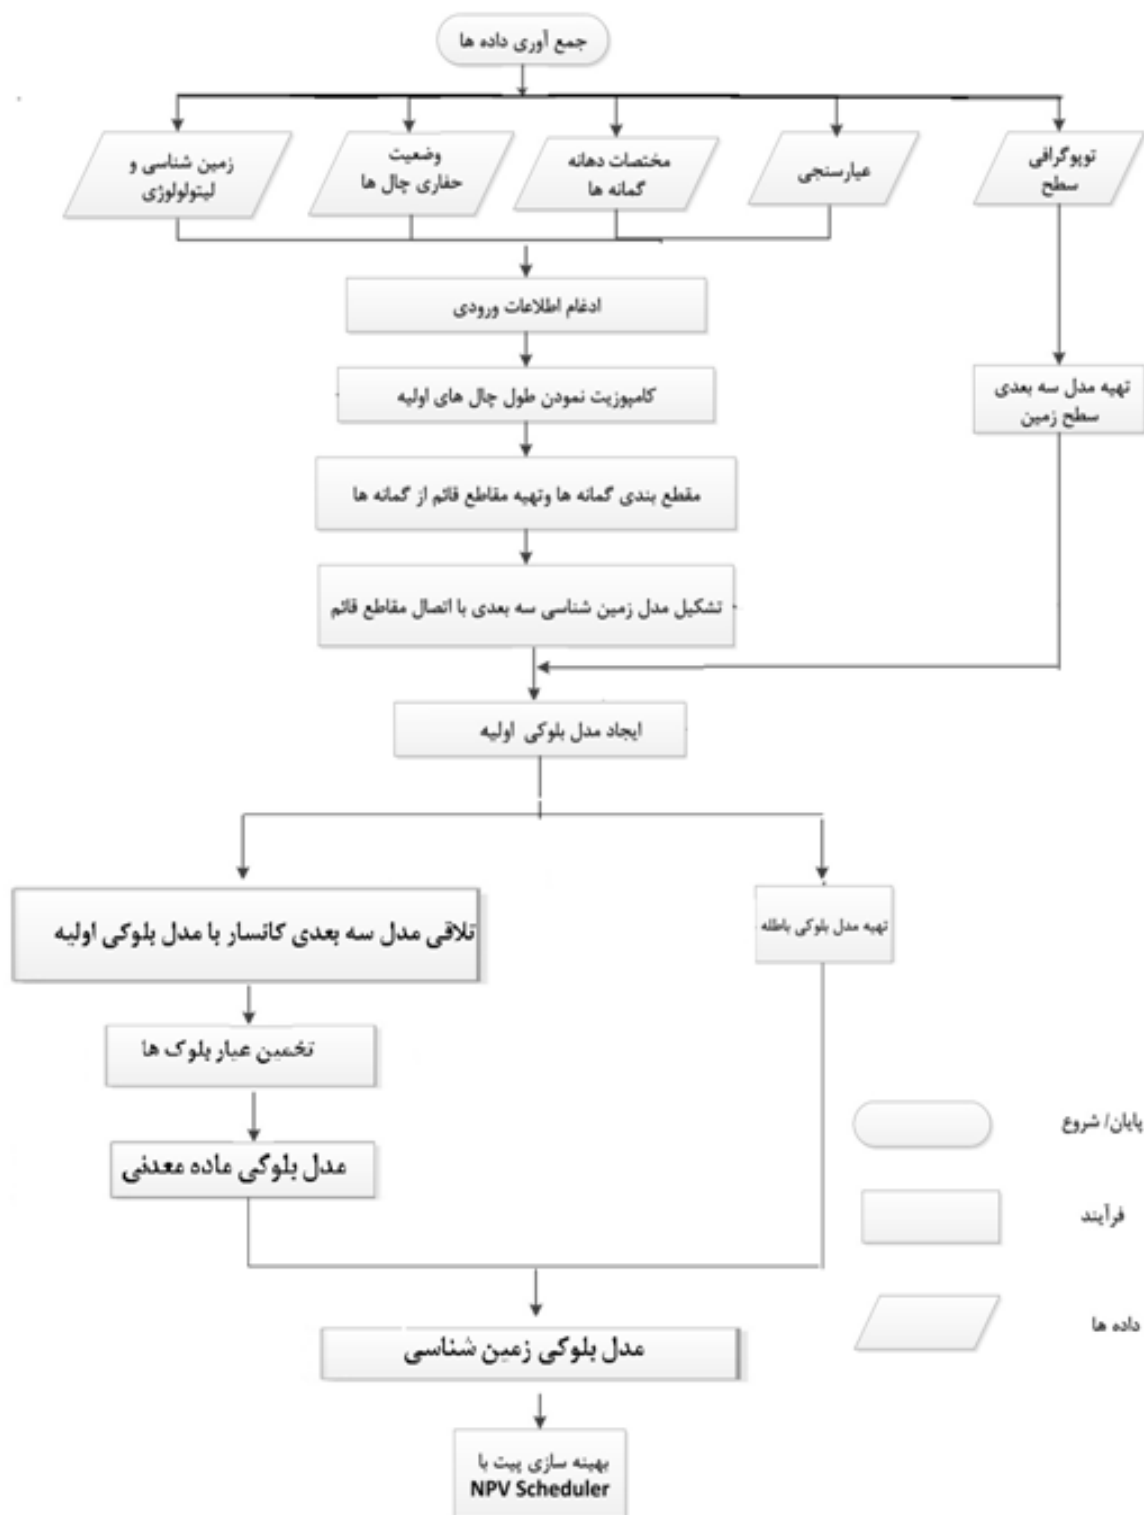 جمع آوری داده ها
توپوگرافی
سطح
عیارسنجی
مختصات دهانه
گمانه ها
وضعیت
حفاری چال ها
زمین شناسی و
لیتولولوژی
ادغام اطلاعات ورودی
کامپوزیت نمودن طول چال های اولیه
تهیه مدل سه بعدی
سطح زمین
مقطع بندی گمانه ها وتهیه مقاطع قائم از گمانه ها
تشکیل مدل زمین شناسی سه بعدی با اتصال مقاطع قائم
ایجاد مدل بلوکی اولیه
تهیه مدل بلوکی باطله
تلاقی مدل سه بعدی کانسار با مدل بلوکی اولیه
تخمین عیار بلوک ها
مدل بلوکی ماده معدنی
پایان/ شروع
فرآیند
داده ها
مدل بلوکی زمین شناسی
بهینه سازی پیت با
NPV Scheduler